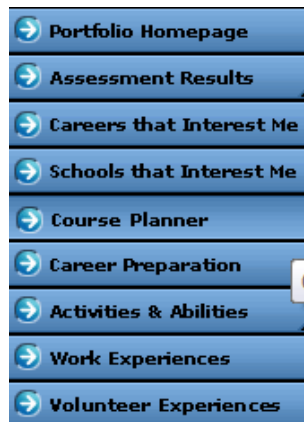 Portfolio Homepage
Assessment Results
Careers that Interest Me
Schools that Interest Me
Course Planner
Career Preparation
Activities & Abilities
Work Experiences
Volunteer Experiences